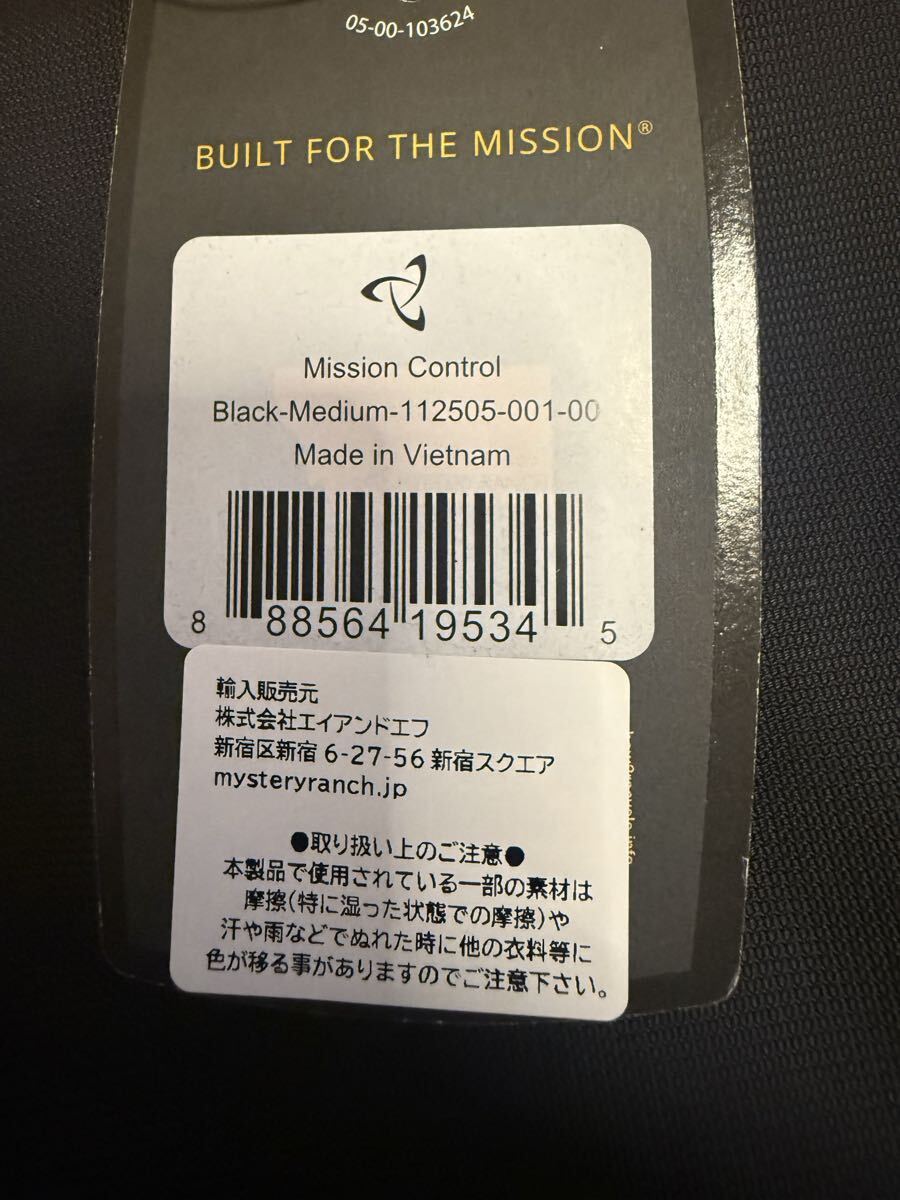 05-00-103624
BUILT FOR THE MISSION®
Mission Control
Black-Medium-112505-001-00
Made in Vietnam
8 88564 19534 5
輸入販売元
株式会社エイアンドエフ
新宿区新宿 6-27-56 新宿スクエア
mysteryranch.jp
●取り扱い上のご注意●
本製品で使用されている一部の素材は
摩擦(特に湿った状態での摩擦)や
汗や雨などでぬれた時に他の衣料等に
色が移る事がありますのでご注意下さい。